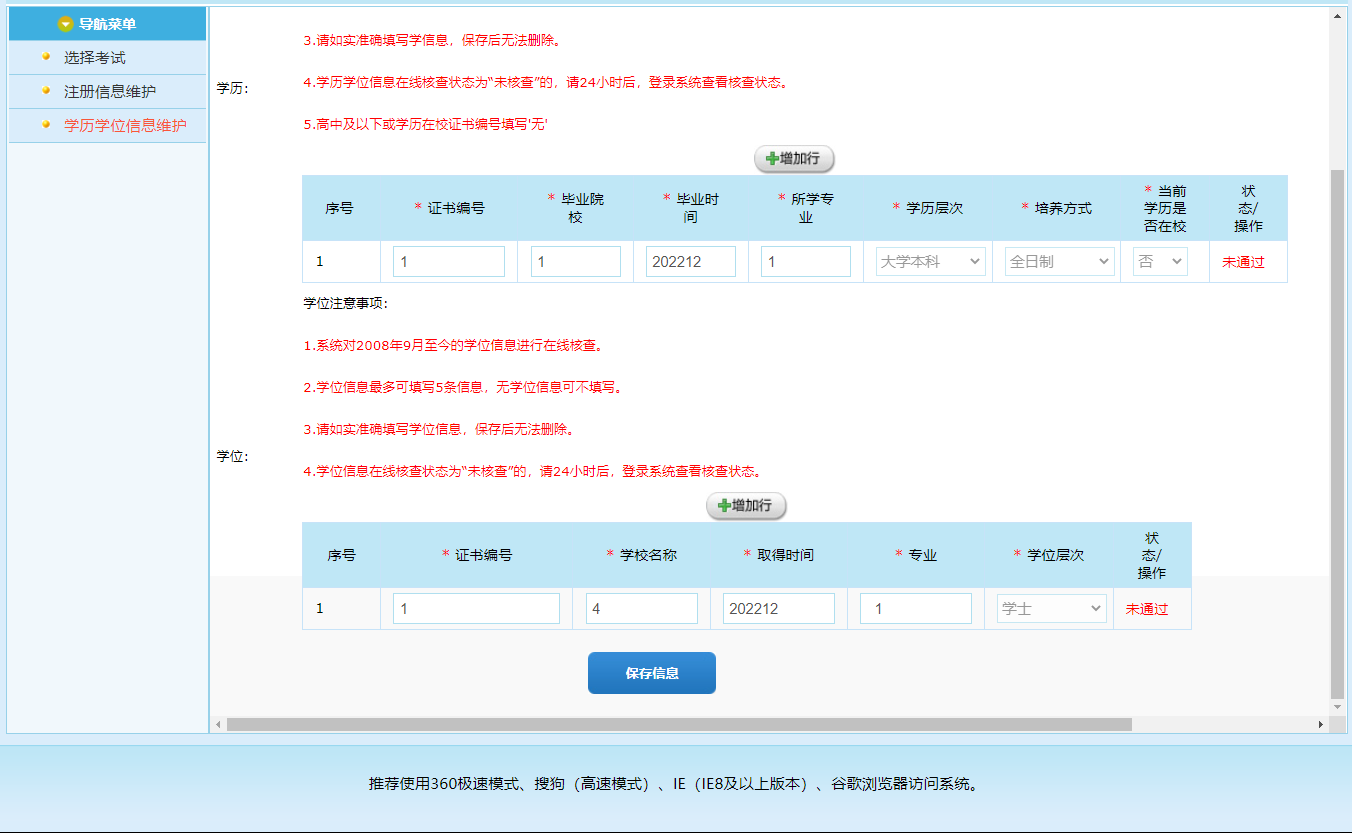 导航菜单
选择考试
注册信息维护
学历学位信息维护
3.请如实准确填写学信息，保存后无法删除。
学历：
4.学历学位信息在线核查状态为“未核查”的，请24小时后，登录系统查看核查状态。
5.高中及以下或学历在校证书编号填写'无'
增加行
序号 * 证书编号 * 毕业院校 * 毕业时间 * 所学专业 * 学历层次 * 培养方式 * 当前学历是否在校 状态/操作
1 1 1 202212 1 大学本科 全日制 否 未通过
学位注意事项：
1.系统对2008年9月至今的学位信息进行在线核查。
2.学位信息最多可填写5条信息，无学位信息可不填写。
3.请如实准确填写学位信息，保存后无法删除。
学位：
4.学位信息在线核查状态为“未核查”的，请24小时后，登录系统查看核查状态。
增加行
序号 * 证书编号 * 学校名称 * 取得时间 * 专业 * 学位层次 状态/操作
1 1 4 202212 1 学士 未通过
保存信息
推荐使用360极速模式、搜狗（高速模式）、IE（IE8及以上版本）、谷歌浏览器访问系统。